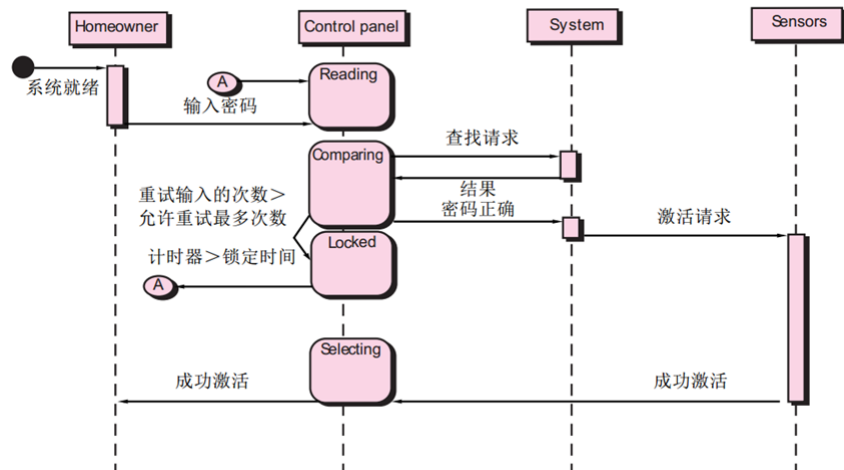 Homeowner
Control panel
System
Sensors
系统就绪
A
Reading
输入密码
Comparing
查找请求
结果
重试输入的次数>
允许重试最多次数
密码正确
激活请求
Locked
计时器>锁定时间
A
Selecting
成功激活
成功激活